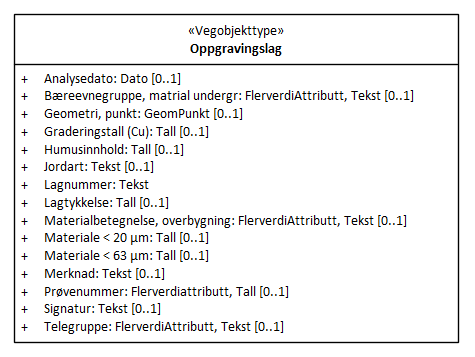 «Vegobjekttype»
Oppgravingslag
+ Analysedato: Dato [0..1]
+ Bæreevnegruppe, matrial undergr: FlerverdiAttributt, Tekst [0..1]
+ Geometri, punkt: GeomPunkt [0..1]
+ Graderingstall (Cu): Tall [0..1]
+ Humusinnhold: Tall [0..1]
+ Jordart: Tekst [0..1]
+ Lagnummer: Tekst
+ Lagtykkelse: Tall [0..1]
+ Materialbetegnelse, overbygning: FlerverdiAttributt, Tekst [0..1]
+ Materiale < 20 µm: Tall [0..1]
+ Materiale < 63 µm: Tall [0..1]
+ Merknad: Tekst [0..1]
+ Prøvenummer: Flerverdiattributt, Tall [0..1]
+ Signatur: Tekst [0..1]
+ Telegruppe: FlerverdiAttributt, Tekst [0..1]